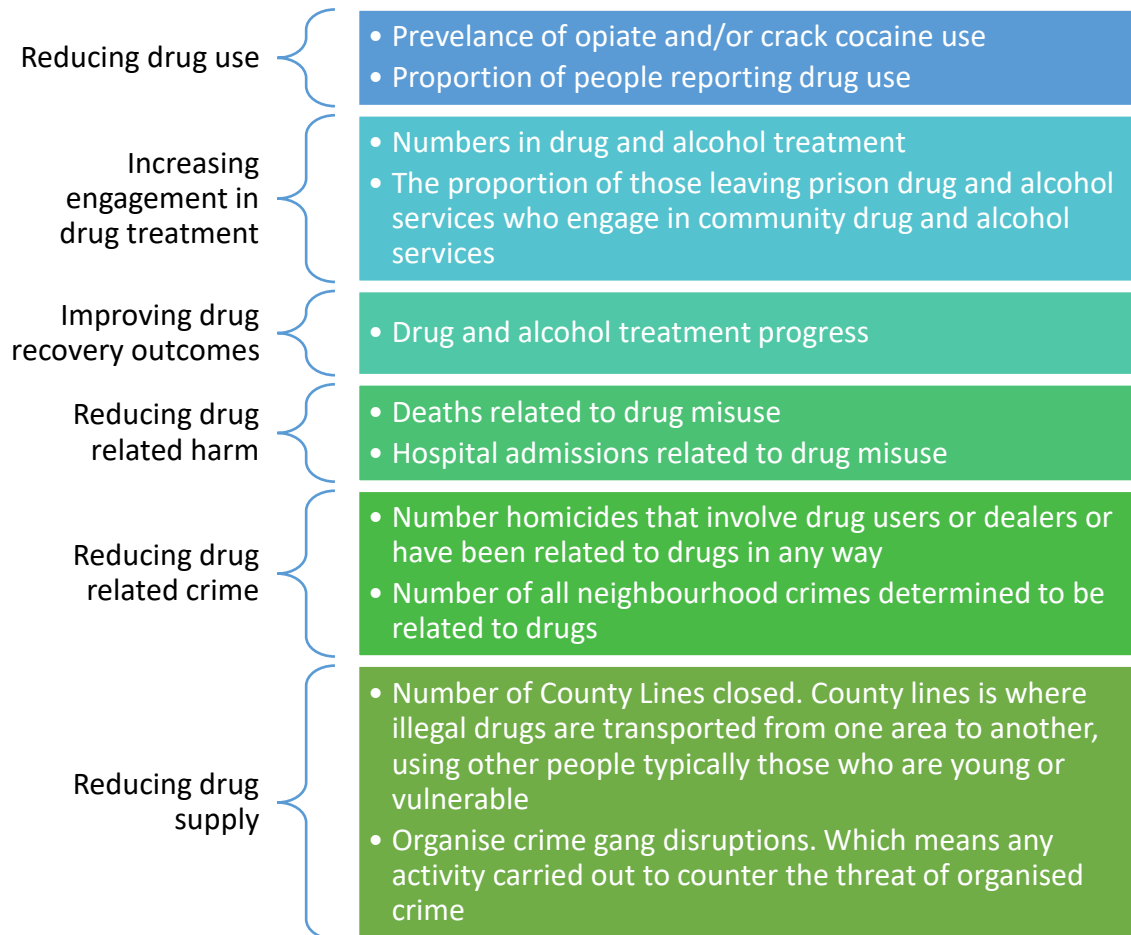 Reducing drug use
• Prevelance of opiate and/or crack cocaine use
• Proportion of people reporting drug use
Increasing
engagement in
drug treatment
• Numbers in drug and alcohol treatment
• The proportion of those leaving prison drug and alcohol
services who engage in community drug and alcohol
services
Improving drug
recovery outcomes
• Drug and alcohol treatment progress
Reducing drug
related harm
• Deaths related to drug misuse
• Hospital admissions related to drug misuse
Reducing drug
related crime
• Number homicides that involve drug users or dealers or
have been related to drugs in any way
• Number of all neighbourhood crimes determined to be
related to drugs
Reducing drug
supply
• Number of County Lines closed. County lines is where
illegal drugs are transported from one area to another,
using other people typically those who are young or
vulnerable
• Organise crime gang disruptions. Which means any
activity carried out to counter the threat of organised
crime